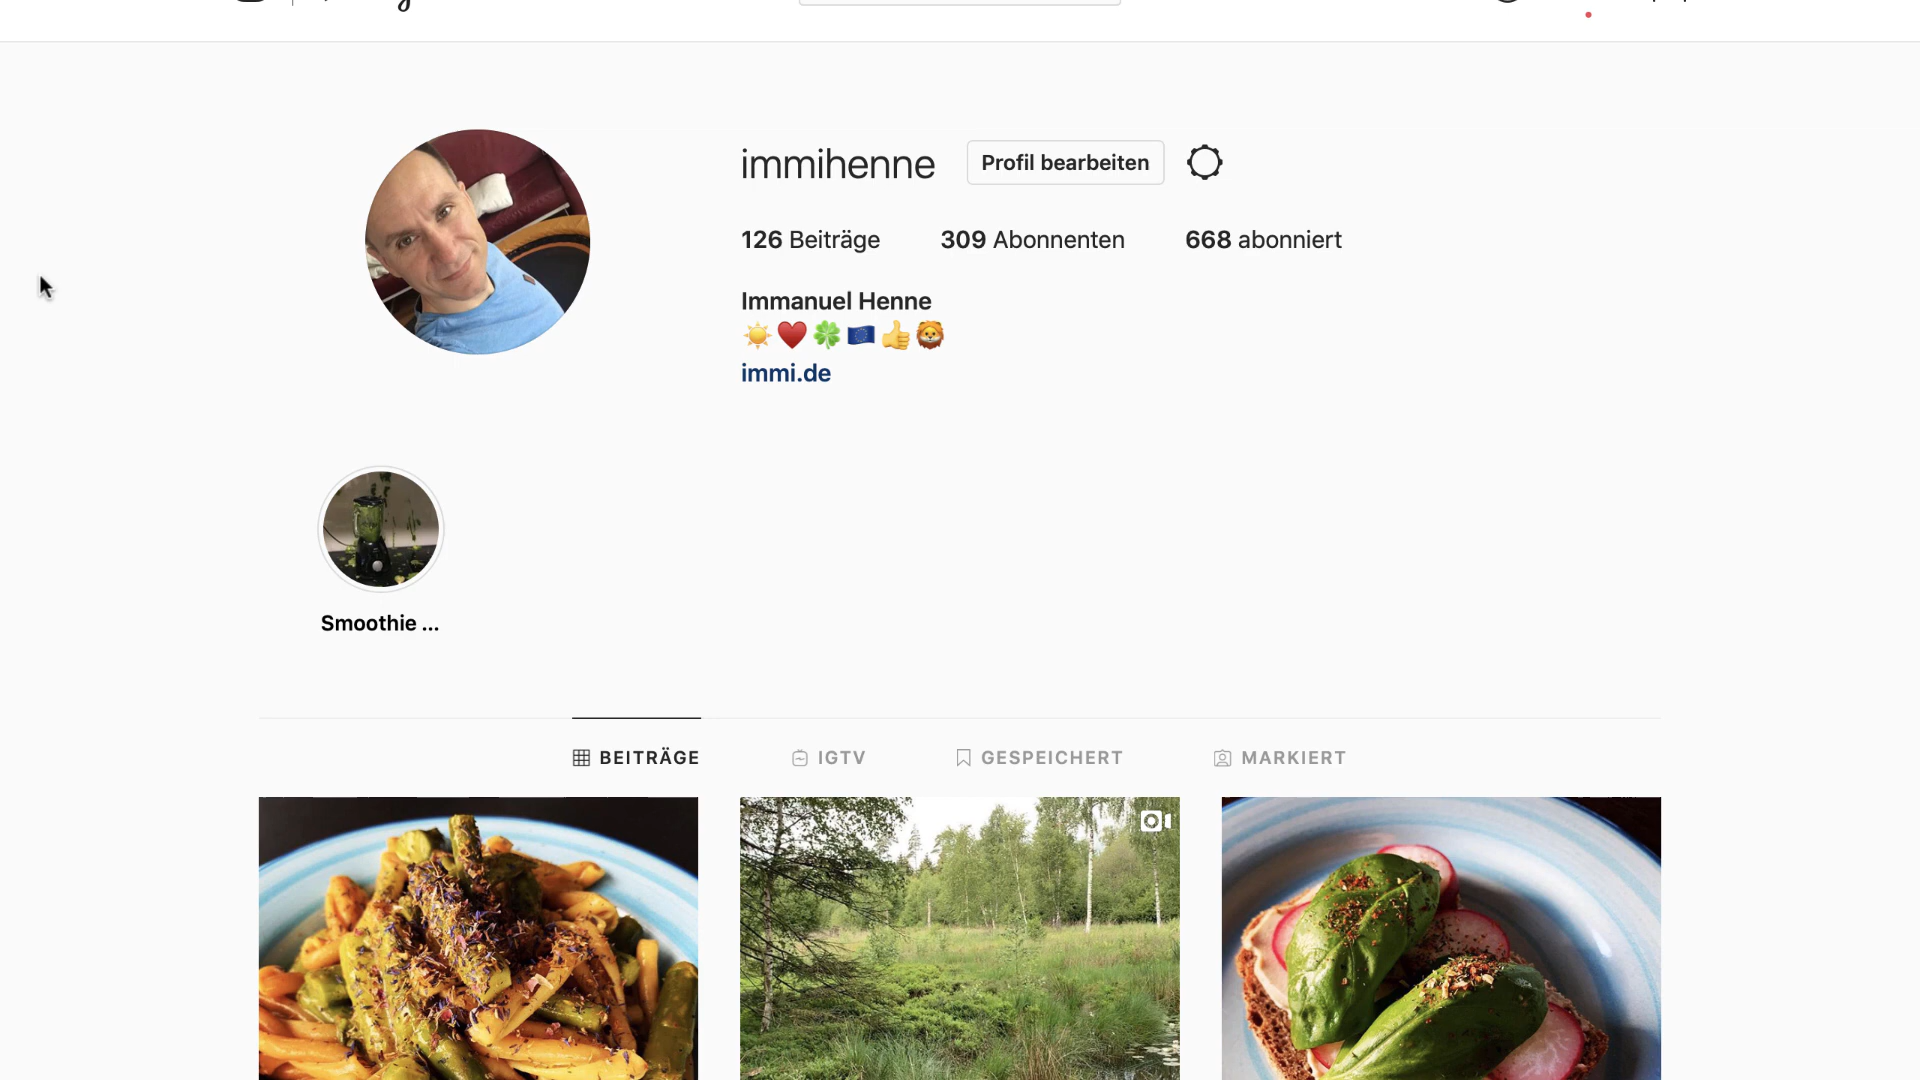 immihenne Profil bearbeiten
126 Beiträge 309 Abonnenten 668 abonniert
Immanuel Henne
☀️❤️🍀🇪🇺👍🦁
immi.de
Smoothie ...
BEITRÄGE IGTV GESPEICHERT MARKIERT